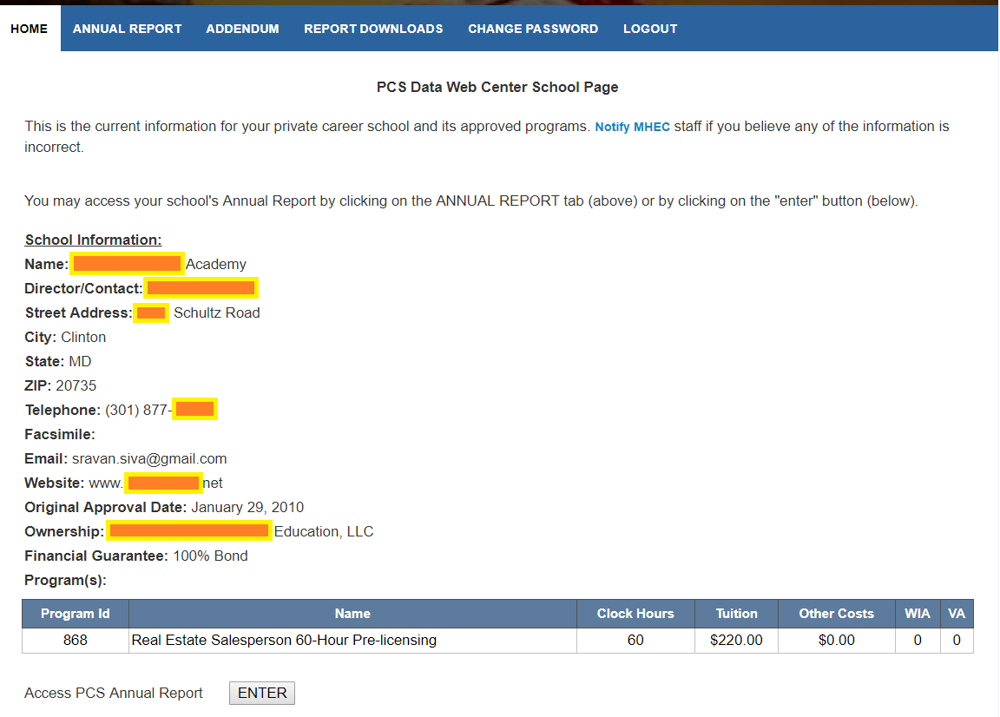 HOME ANNUAL REPORT ADDENDUM REPORT DOWNLOADS CHANGE PASSWORD LOGOUT
PCS Data Web Center School Page
This is the current information for your private career school and its approved programs. Notify MHEC staff if you believe any of the information is
incorrect.
You may access your school's Annual Report by clicking on the ANNUAL REPORT tab (above) or by clicking on the "enter" button (below).
School Information:
Name: Academy
Director/Contact:
Street Address: Schultz Road
City: Clinton
State: MD
ZIP: 20735
Telephone: (301) 877-
Facsimile:
Email: sravan.siva@gmail.com
Website: www. net
Original Approval Date: January 29, 2010
Ownership: Education, LLC
Financial Guarantee: 100% Bond
Program(s):
Program Id Name Clock Hours Tuition Other Costs WIA VA
868 Real Estate Salesperson 60-Hour Pre-licensing 60 $220.00 $0.00 0 0
Access PCS Annual Report ENTER